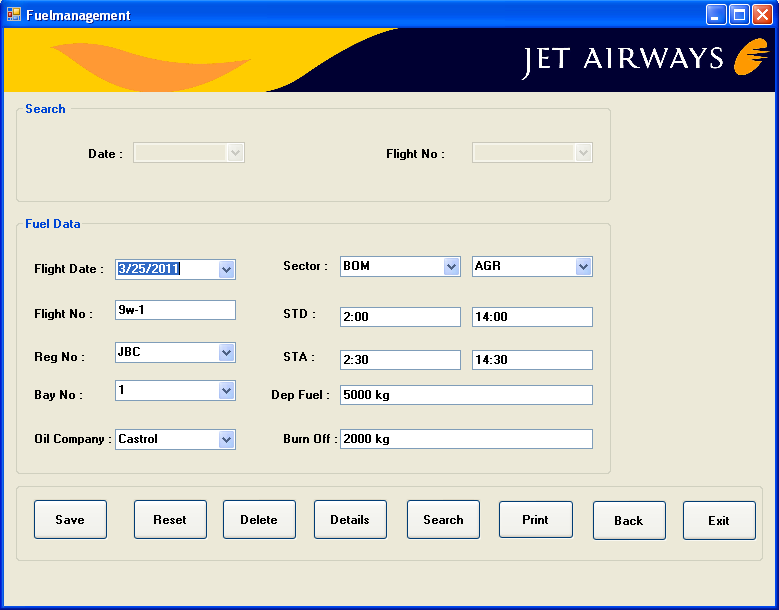 Fuelmanagement
JET AIRWAYS
Search
Date : Flight No :
Fuel Data
Flight Date : 3/25/2011 Sector : BOM AGR
Flight No : 9w-1 STD : 2:00 14:00
Reg No : JBC STA : 2:30 14:30
Bay No : 1 Dep Fuel : 5000 kg
Oil Company : Castrol Burn Off : 2000 kg
Save Reset Delete Details Search Print Back Exit